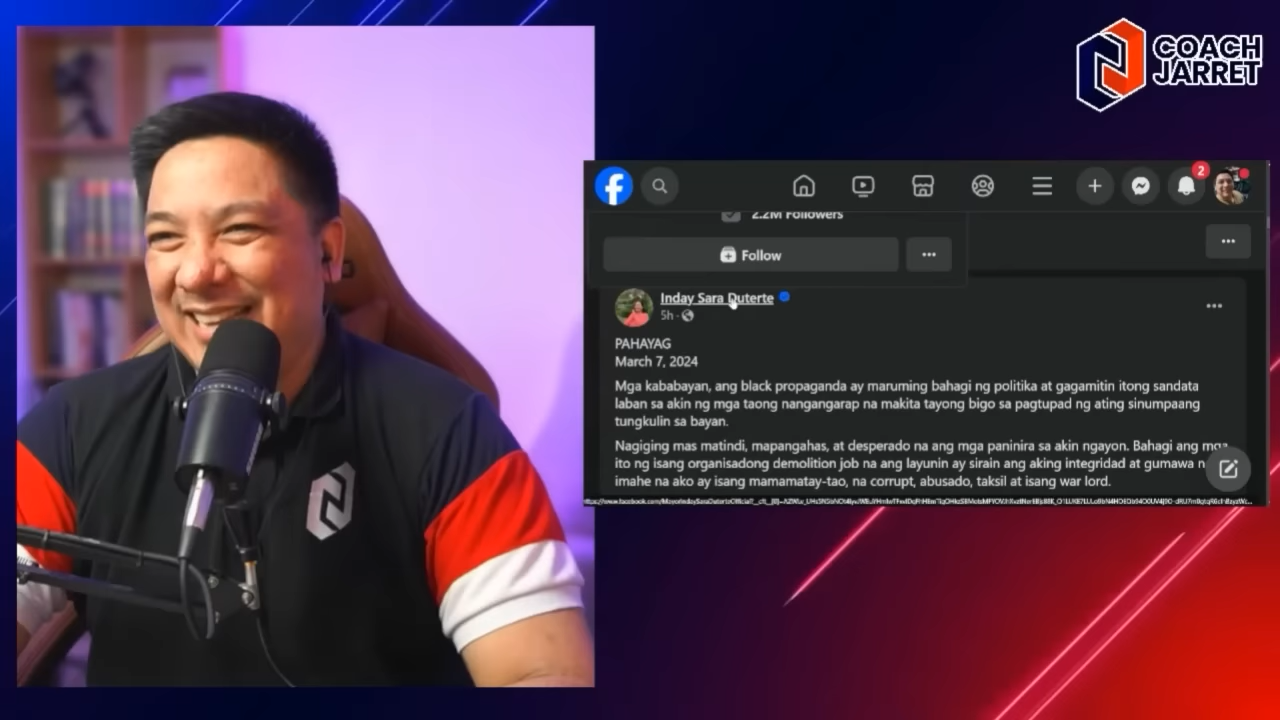 COACH
JARRET
2
2.2M Followers
Follow
Inday Sara Duterte
5h
PAHAYAG
March 7, 2024
Mga kababayan, ang black propaganda ay maruming bahagi ng politika at gagamitin itong sandata
laban sa akin ng mga taong nangangarap na makita tayong bigo sa pagtupad ng ating sinumpaang
tungkulin sa bayan.
Nagiging mas matindi, mapangahas, at desperado na ang mga paninira sa akin ngayon. Bahagi ang mga
ito ng isang organisadong demolition job na ang layunin ay sirain ang aking integridad at gumawa
imahe na ako ay isang mamamatay-tao, na corrupt, abusado, taksil at isang war lord.